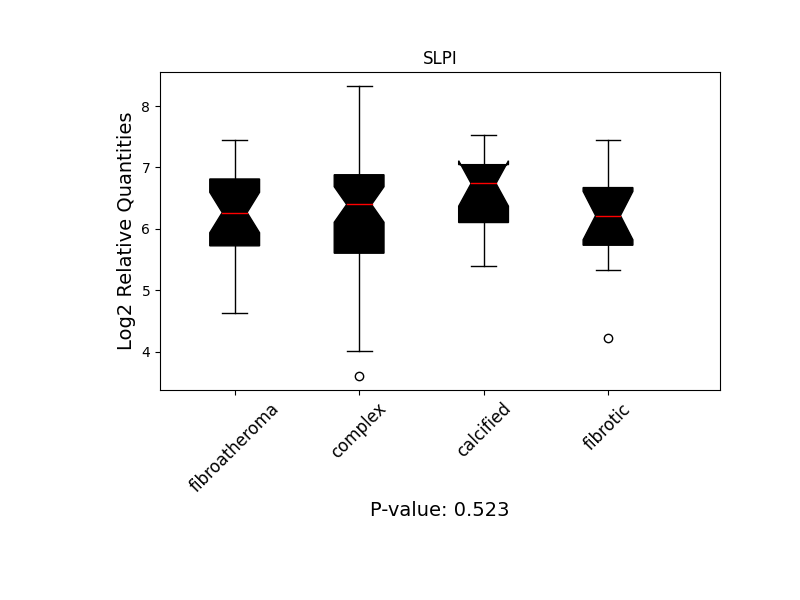 SLPI
Log2 Relative Quantities
8
7
6
5
4
fibroatheroma
complex
calcified
fibrotic
P-value: 0.523